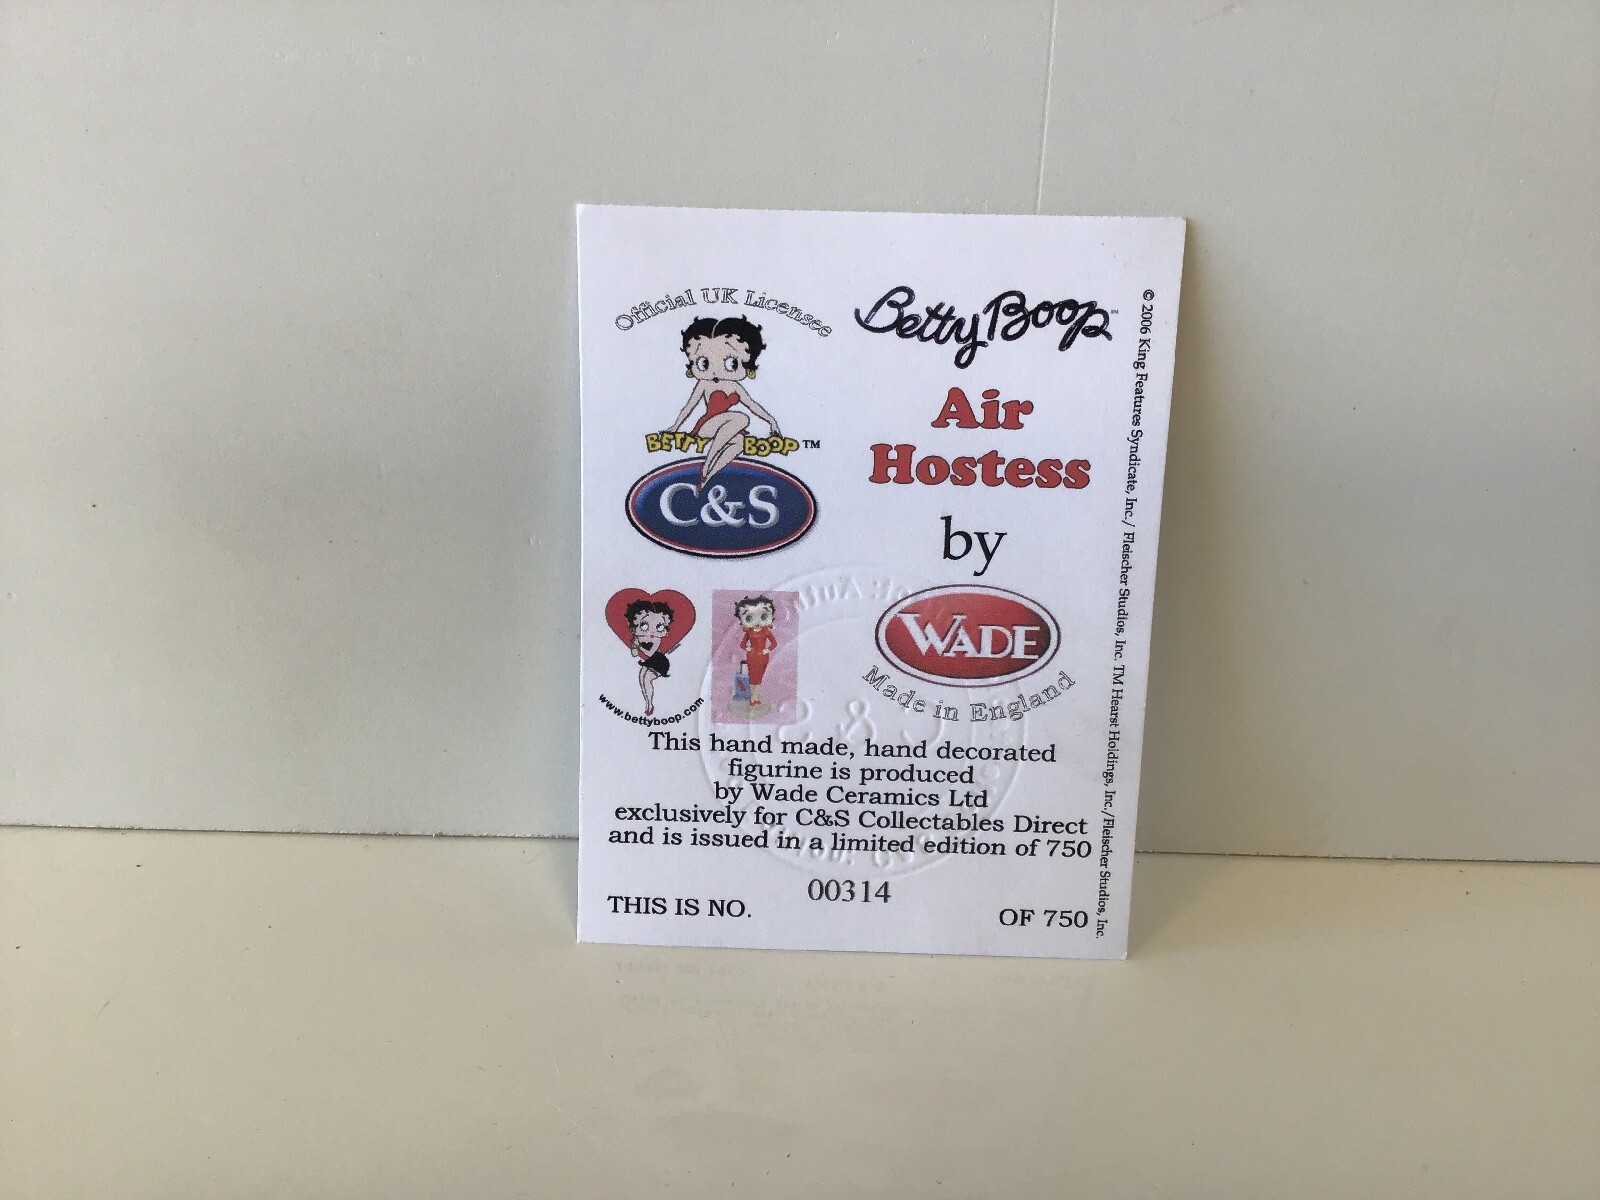 Official UK Licensee
BETTY BOOP™
C&S
Betty Boop™
Air
Hostess
by
WADE
Made in England
www.bettyboop.com
This hand made, hand decorated
figurine is produced
by Wade Ceramics Ltd
exclusively for C&S Collectables Direct
and is issued in a limited edition of 750
00314
THIS IS NO.
OF 750
© 2006 King Features Syndicate, Inc./ Fleischer Studios, Inc. TM Hearst Holdings, Inc./Fleischer Studios, Inc.
C & S